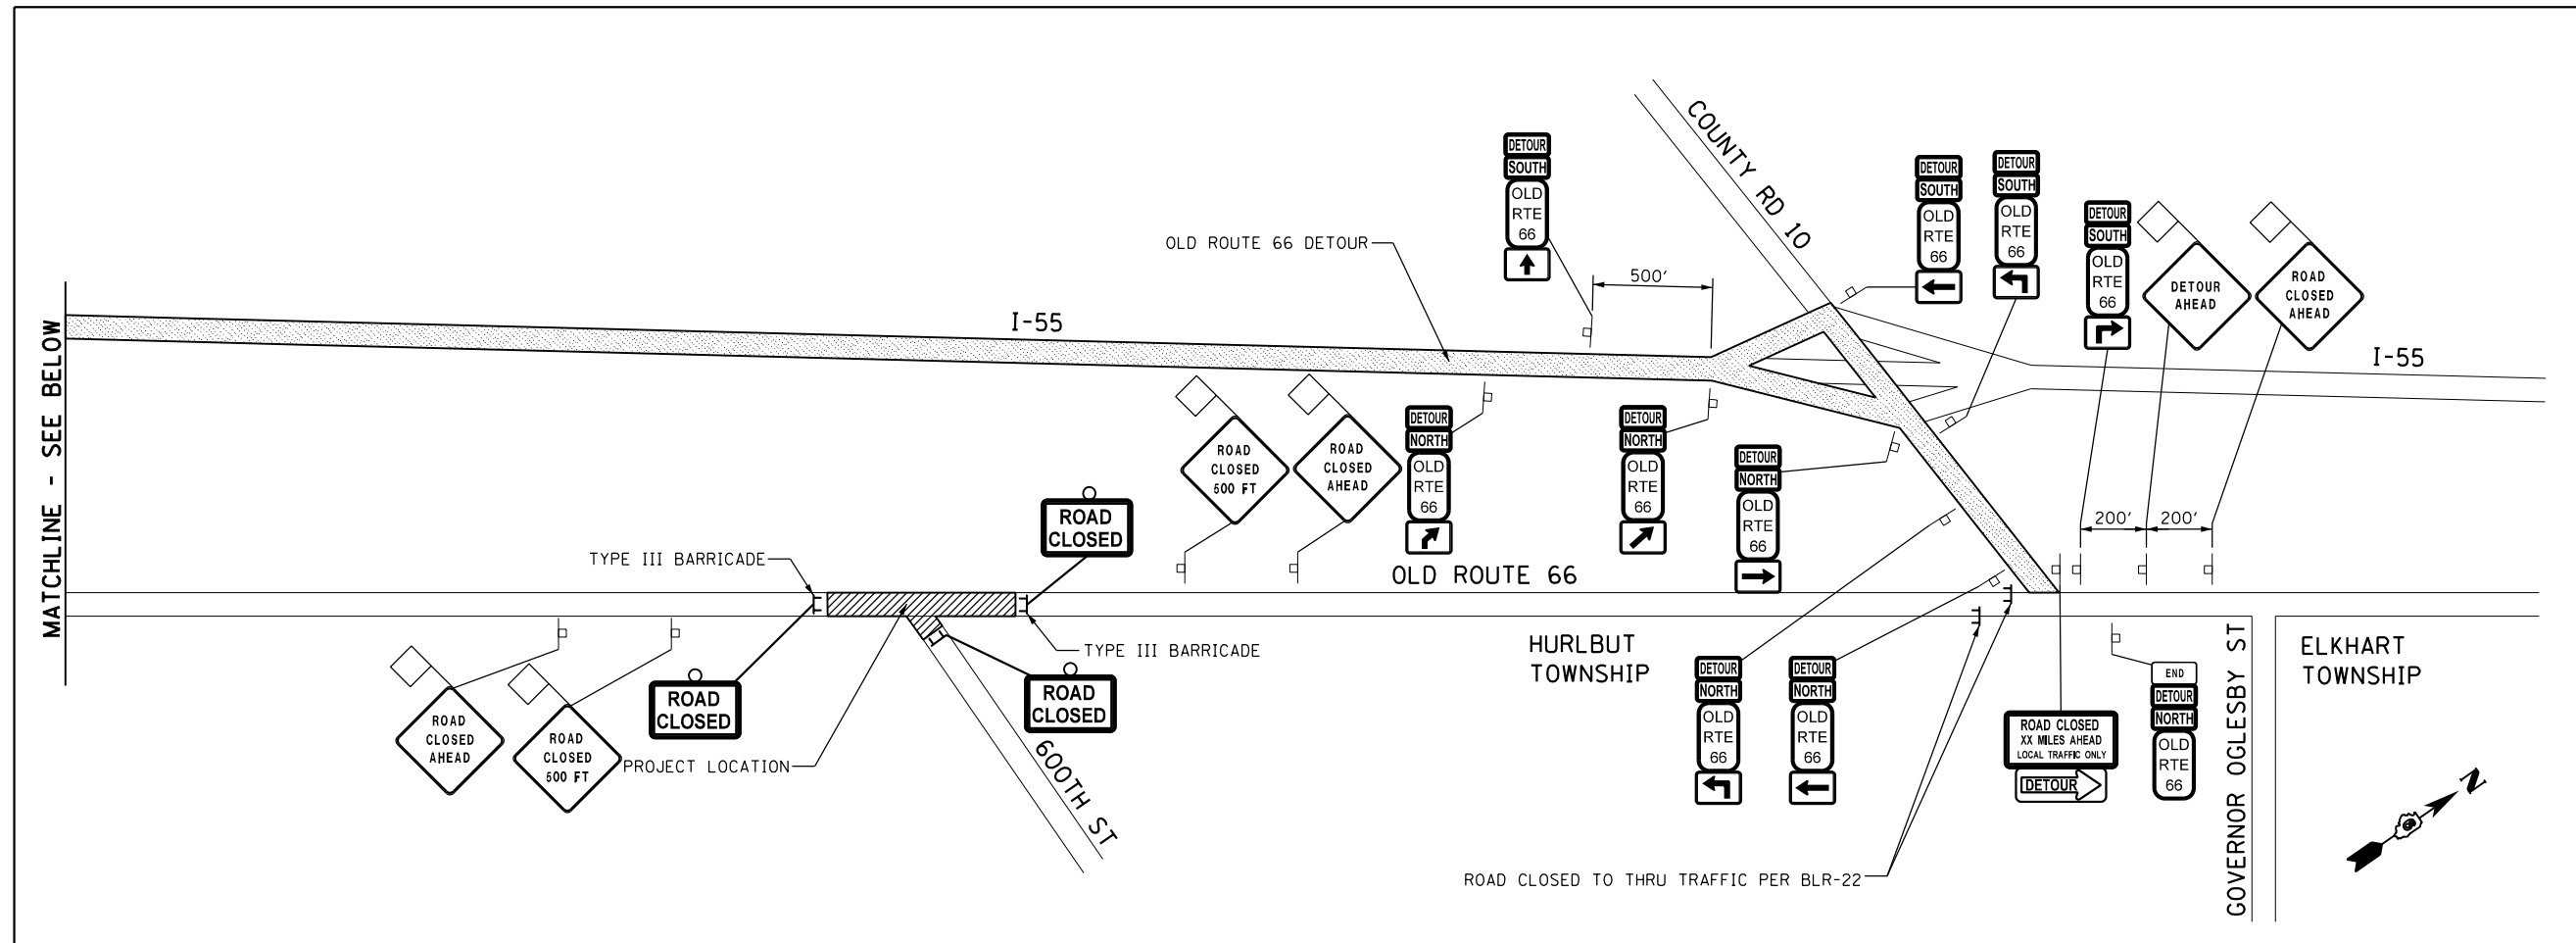 MATCHLINE - SEE BELOW
I-55
OLD ROUTE 66 DETOUR
DETOUR
SOUTH
OLD
RTE
66
500'
COUNTY RD 10
DETOUR
SOUTH
OLD
RTE
66
DETOUR
SOUTH
OLD
RTE
66
DETOUR
SOUTH
OLD
RTE
66
DETOUR
AHEAD
ROAD
CLOSED
AHEAD
I-55
200'
200'
ROAD
CLOSED
500 FT
ROAD
CLOSED
AHEAD
DETOUR
NORTH
OLD
RTE
66
DETOUR
NORTH
OLD
RTE
66
DETOUR
NORTH
OLD
RTE
66
ROAD
CLOSED
TYPE III BARRICADE
OLD ROUTE 66
TYPE III BARRICADE
ROAD
CLOSED
AHEAD
ROAD
CLOSED
500 FT
ROAD
CLOSED
ROAD
CLOSED
PROJECT LOCATION
600TH ST
HURLBUT
TOWNSHIP
DETOUR
NORTH
OLD
RTE
66
DETOUR
NORTH
OLD
RTE
66
ROAD CLOSED
XX MILES AHEAD
LOCAL TRAFFIC ONLY
DETOUR
END
DETOUR
NORTH
OLD
RTE
66
GOVERNOR OGLESBY ST
ELKHART
TOWNSHIP
N
ROAD CLOSED TO THRU TRAFFIC PER BLR-22